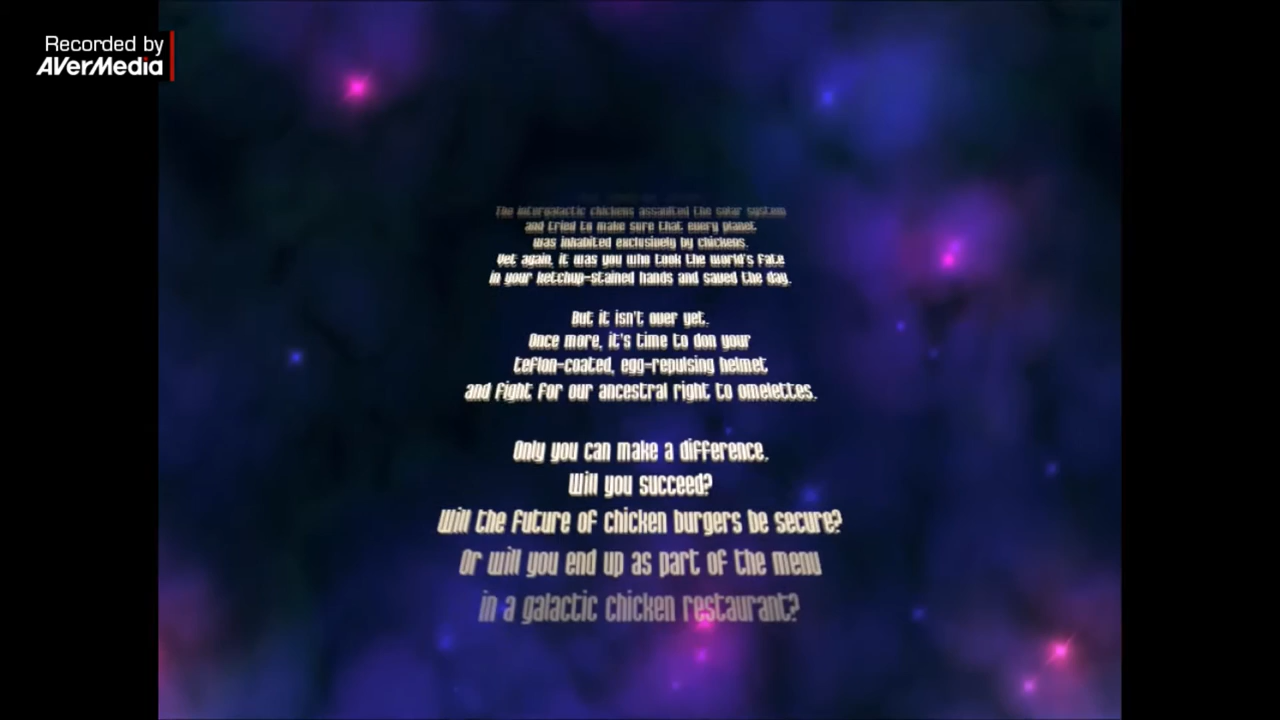 Recorded by
AVerMedia
The intergalactic chickens assaulted the solar system
and tried to make sure that every planet
was inhabited exclusively by chickens.
Yet again, it was you who took the world's fate
in your ketchup-stained hands and saved the day.
But it isn't over yet.
Once more, it's time to don your
teflon-coated, egg-repulsing helmet
and fight for our ancestral right to omelettes.
Only you can make a difference.
Will you succeed?
Will the future of chicken burgers be secure?
Or will you end up as part of the menu
in a galactic chicken restaurant?